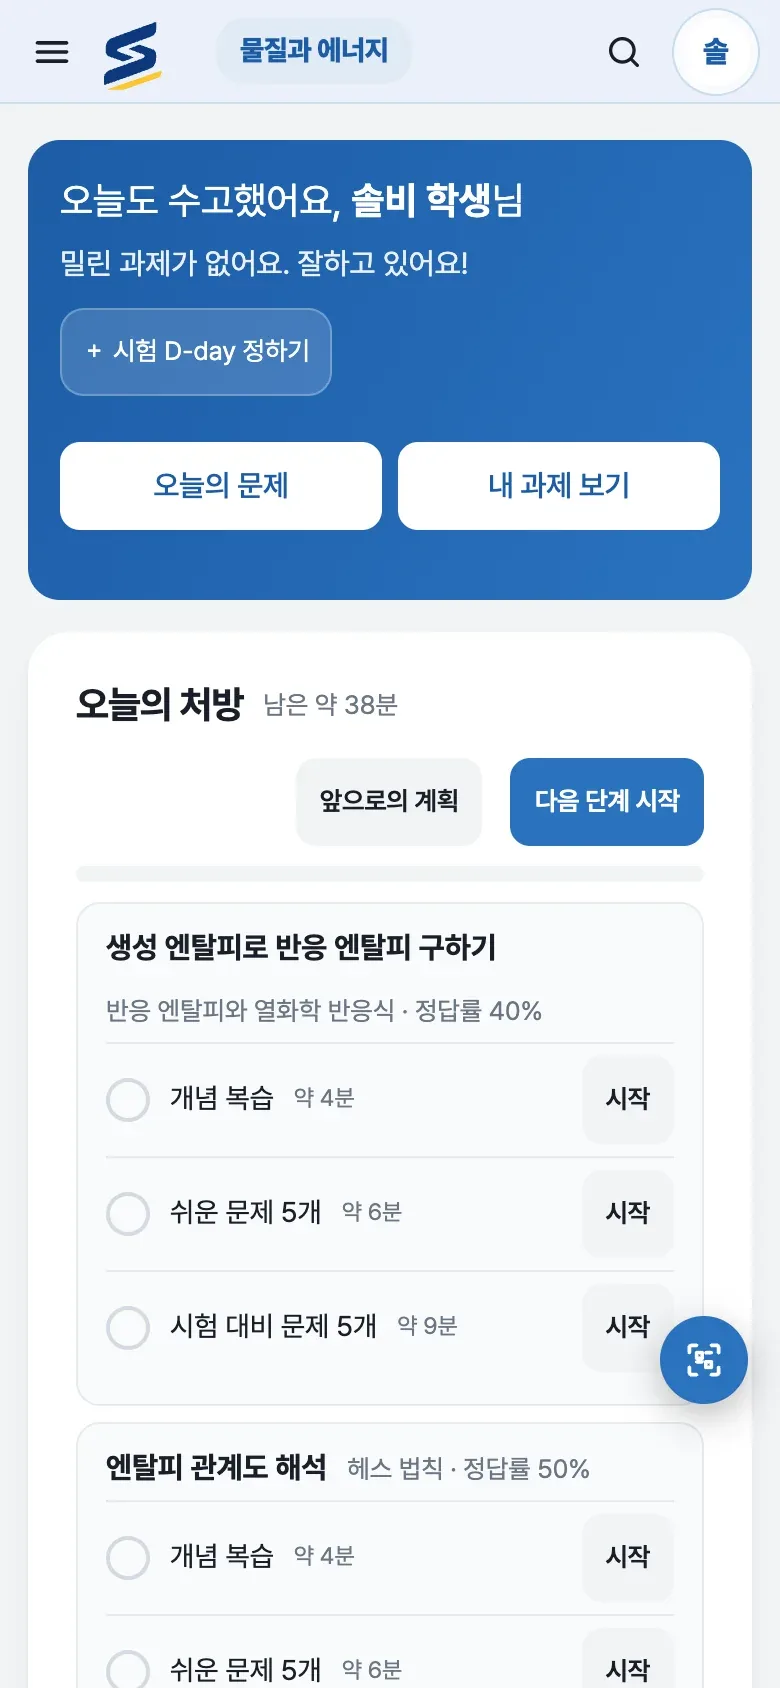 물질과 에너지
솔
오늘도 수고했어요, 솔비 학생님
밀린 과제가 없어요. 잘하고 있어요!
+ 시험 D-day 정하기
오늘의 문제
내 과제 보기
오늘의 처방 남은 약 38분
앞으로의 계획
다음 단계 시작
생성 엔탈피로 반응 엔탈피 구하기
반응 엔탈피와 열화학 반응식 · 정답률 40%
개념 복습 약 4분 시작
쉬운 문제 5개 약 6분 시작
시험 대비 문제 5개 약 9분 시작
엔탈피 관계도 해석 헤스 법칙 · 정답률 50%
개념 복습 약 4분 시작
쉬운 문제 5개 약 6분 시작